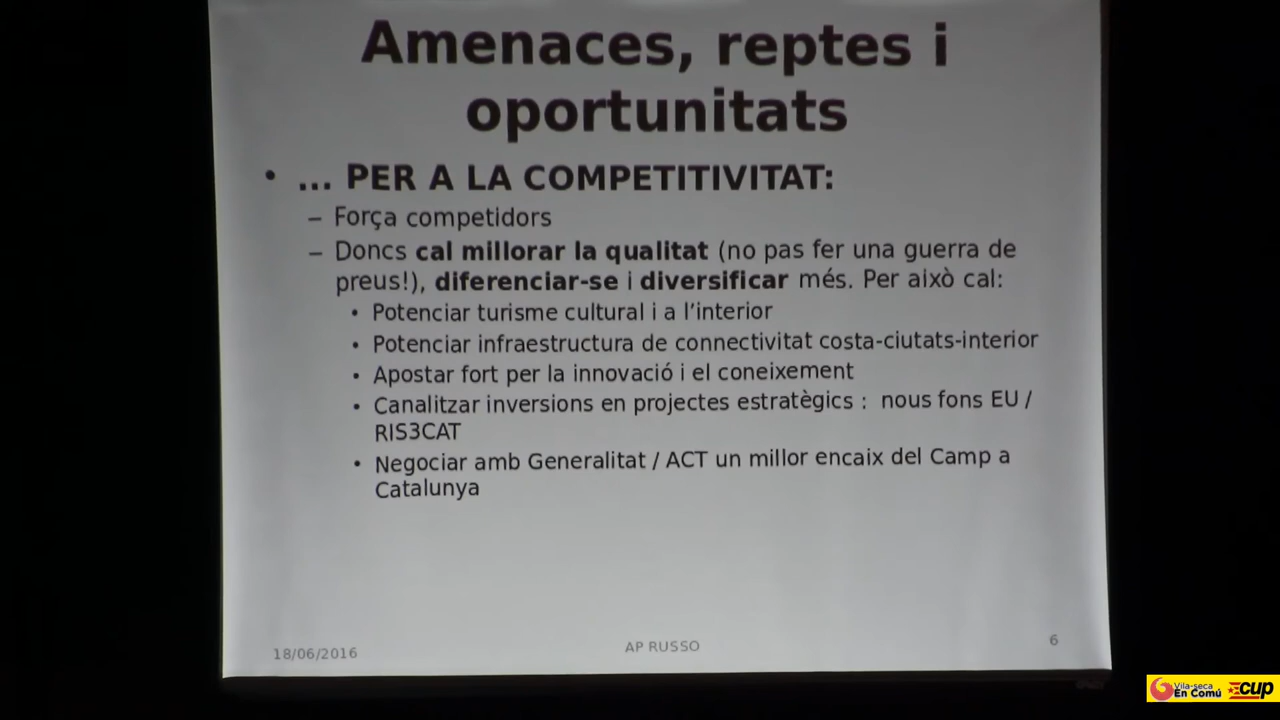 Amenaces, reptes i
oportunitats
• ... PER A LA COMPETITIVITAT:
– Força competidors
– Doncs cal millorar la qualitat (no pas fer una guerra de
preus!), diferenciar-se i diversificar més. Per això cal:
• Potenciar turisme cultural i a l’interior
• Potenciar infraestructura de connectivitat costa-ciutats-interior
• Apostar fort per la innovació i el coneixement
• Canalitzar inversions en projectes estratègics : nous fons EU /
RIS3CAT
• Negociar amb Generalitat / ACT un millor encaix del Camp a
Catalunya
18/06/2016
AP RUSSO
6
Vila-seca
En Comú
cup